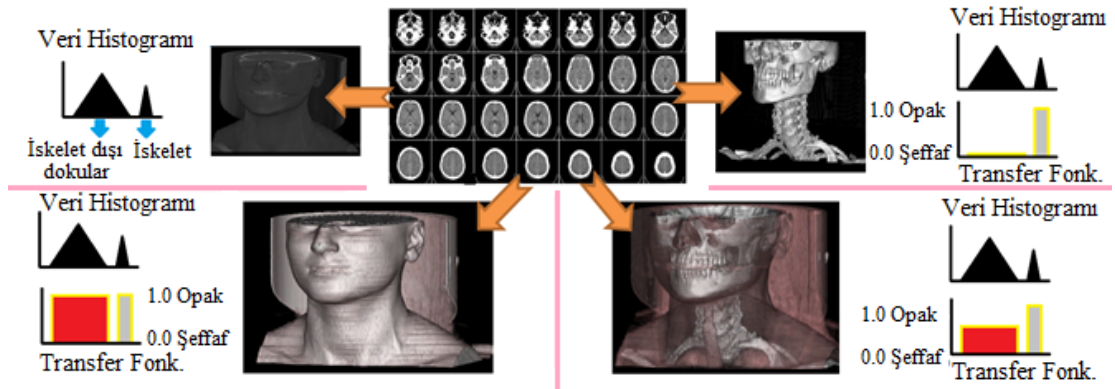 Veri Histogramı
İskelet dışı
dokular
İskelet
Veri Histogramı
1.0 Opak
0.0 Şeffaf
Transfer Fonk.
Veri Histogramı
1.0 Opak
0.0 Şeffaf
Transfer Fonk.
Veri Histogramı
1.0 Opak
0.0 Şeffaf
Transfer Fonk.